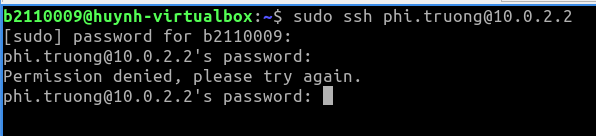 b2110009@huynh-virtualbox:~$ sudo ssh phi.truong@10.0.2.2
[sudo] password for b2110009:
phi.truong@10.0.2.2's password:
Permission denied, please try again.
phi.truong@10.0.2.2's password: